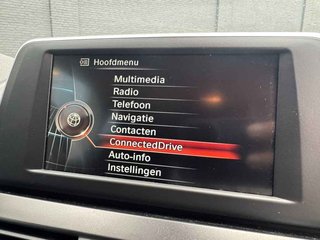 Hoofdmenu
Multimedia
Radio
Telefoon
Navigatie
Contacten
ConnectedDrive
Auto-info
Instellingen